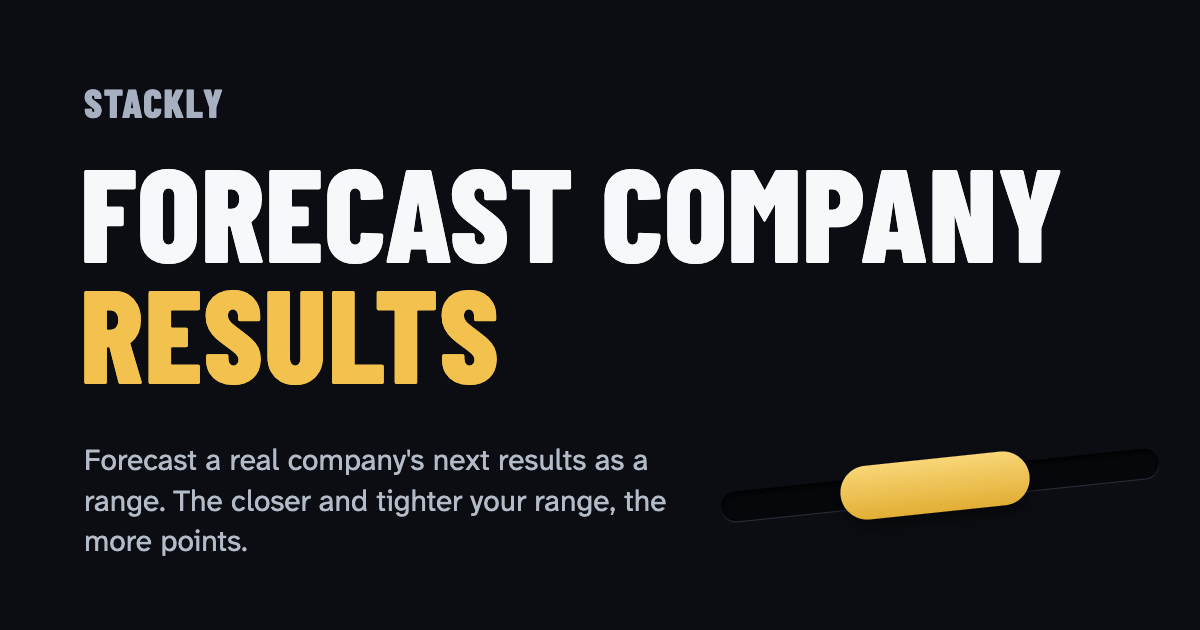 STACKLY
FORECAST COMPANY
RESULTS
Forecast a real company's next results as a
range. The closer and tighter your range, the
more points.